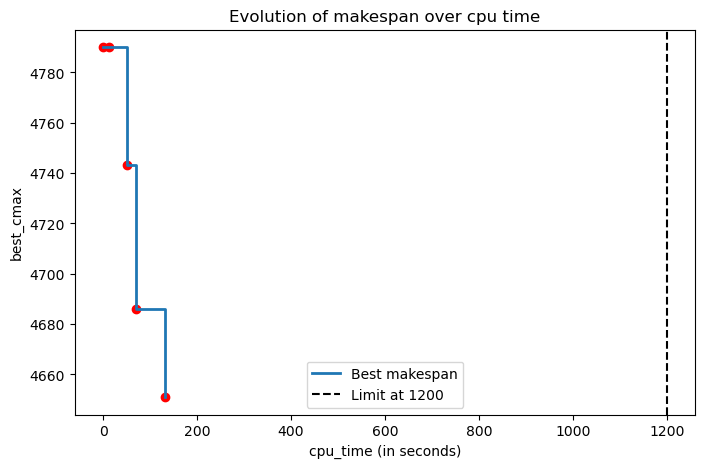 Evolution of makespan over cpu time
best_cmax
4780
4760
4740
4720
4700
4680
4660
Best makespan
Limit at 1200
0 200 400 600 800 1000 1200
cpu_time (in seconds)